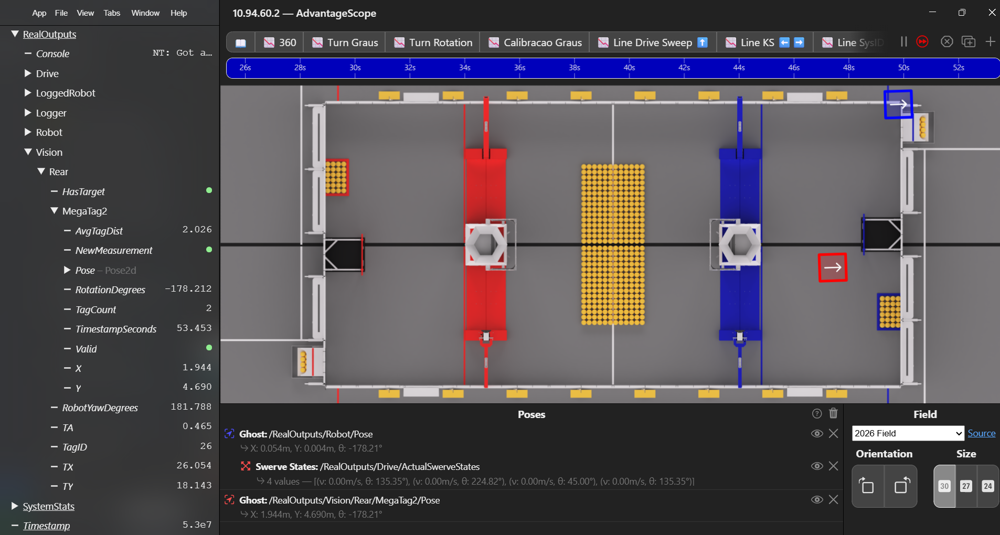 App File View Tabs Window Help
10.94.60.2 — AdvantageScope
360
Turn Graus
Turn Rotation
Calibracao Graus
Line Drive Sweep ⬆️
Line KS ⬅️ ➡️
Line SysID
26s 28s 30s 32s 34s 36s 38s 40s 42s 44s 46s 48s 50s 52s
RealOutputs
Console NT: Got a…
Drive
LoggedRobot
Logger
Robot
Vision
Rear
HasTarget
MegaTag2
AvgTagDist 2.026
NewMeasurement
Pose – Pose2d
RotationDegrees -178.212
TagCount 2
TimestampSeconds 53.453
Valid
X 1.944
Y 4.690
RobotYawDegrees 181.788
TA 0.465
TagID 26
TX 26.054
TY 18.143
SystemStats
Timestamp 5.3e7
Poses
Ghost: /RealOutputs/Robot/Pose
X: 0.054m, Y: 0.004m, θ: -178.21°
Swerve States: /RealOutputs/Drive/ActualSwerveStates
4 values — [(v: 0.00m/s, θ: 135.35°), (v: 0.00m/s, θ: 224.82°), (v: 0.00m/s, θ: 45.00°), (v: 0.00m/s, θ: 135.35°)]
Ghost: /RealOutputs/Vision/Rear/MegaTag2/Pose
X: 1.944m, Y: 4.690m, θ: -178.21°
Field
2026 Field Source
Orientation Size
30 27 24